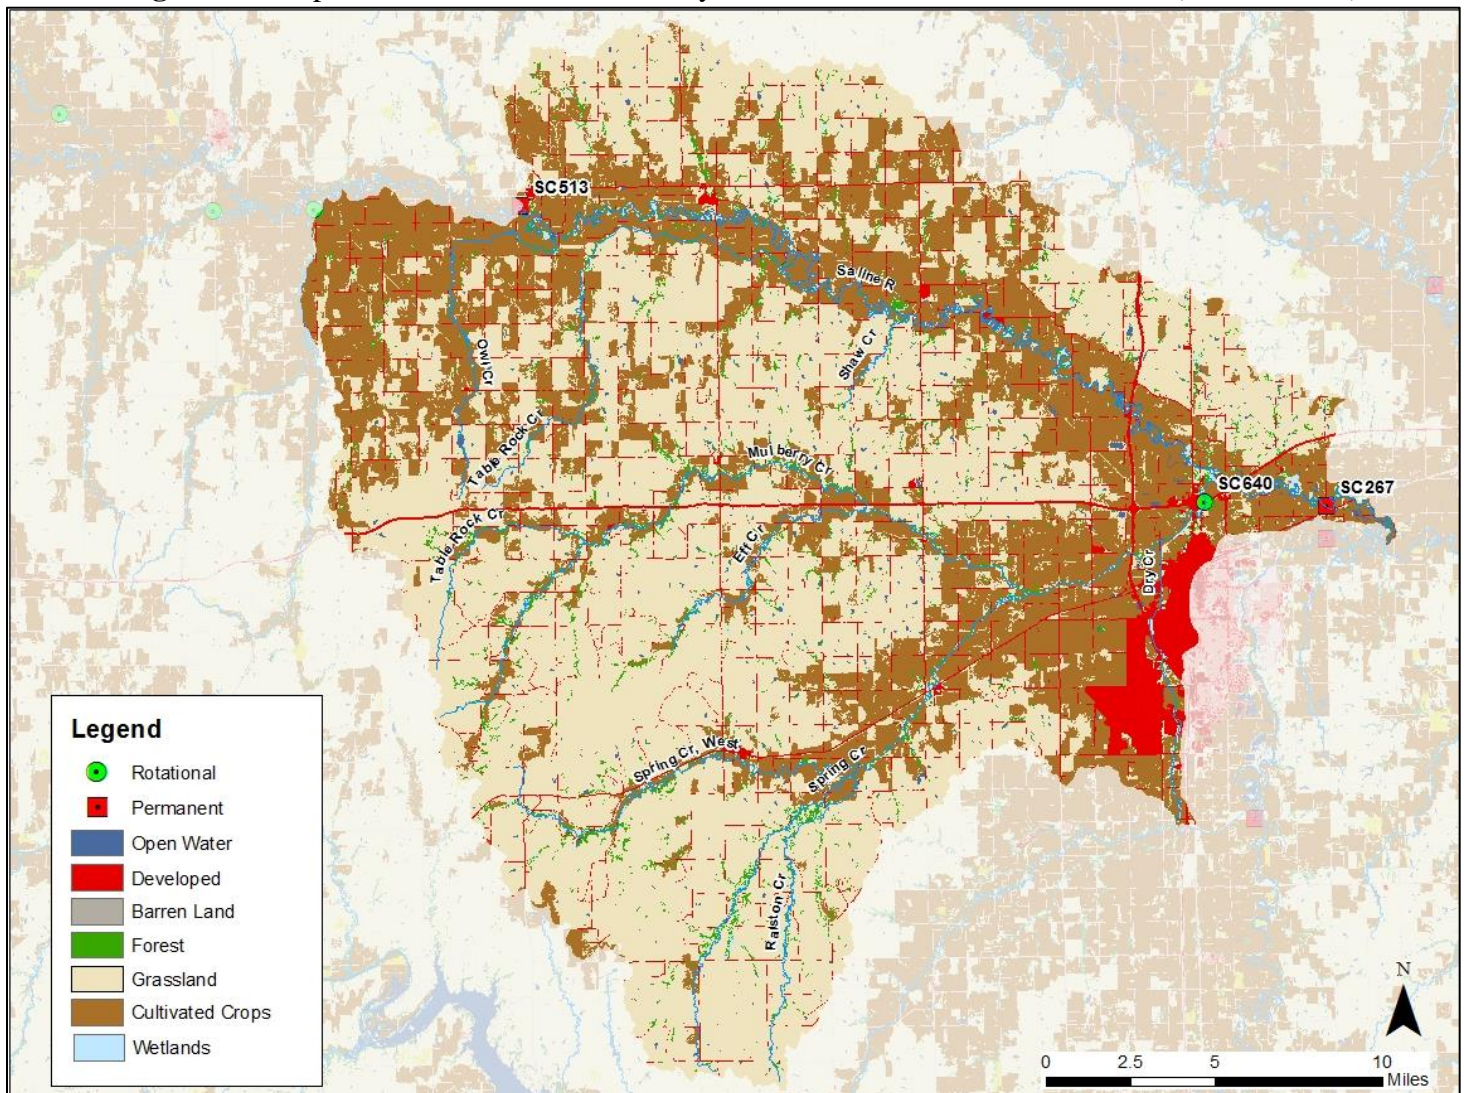 SC513
Saline R
Owl Cr
Shaw Cr
Table Rock Cr
Mulberry Cr
SC640
SC267
Table Rock Cr
Eff Cr
Dry Cr
Spring Cr, West
Spring Cr
Ralston Cr
Legend
Rotational
Permanent
Open Water
Developed
Barren Land
Forest
Grassland
Cultivated Crops
Wetlands
N
0 2.5 5 10
Miles